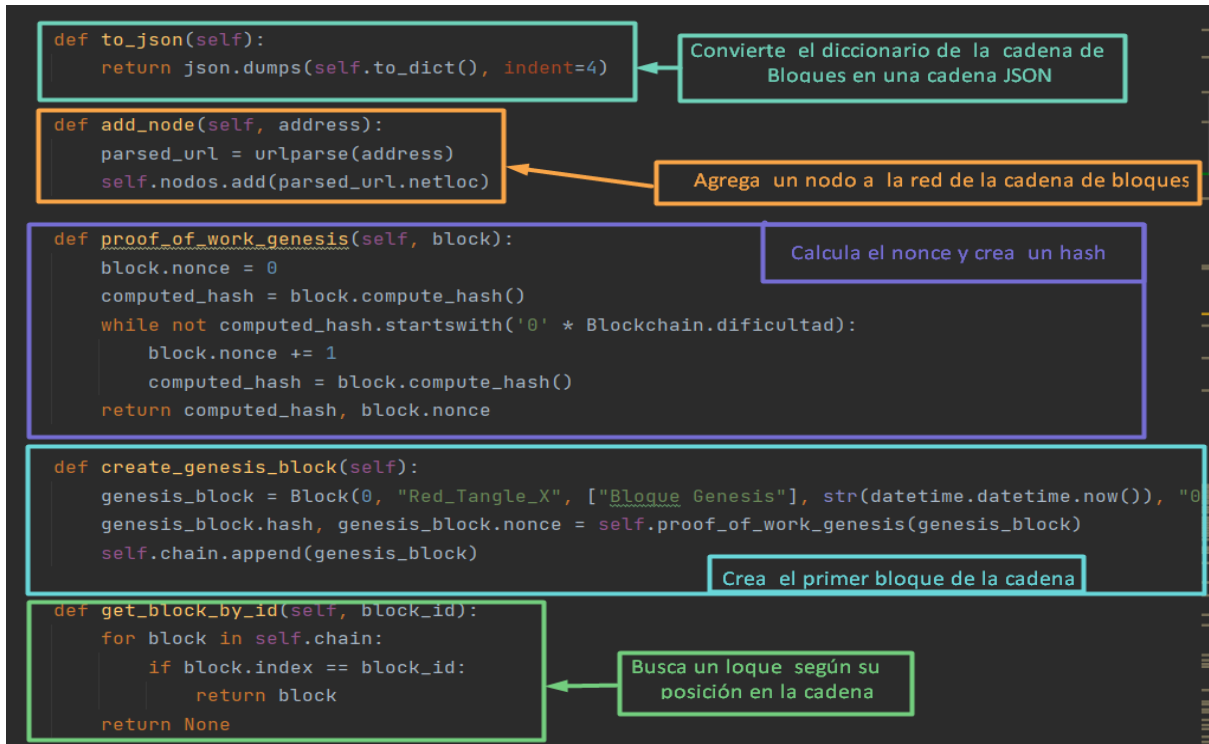 def to_json(self):
    return json.dumps(self.to_dict(), indent=4)
Convierte el diccionario de la cadena de
Bloques en una cadena JSON
def add_node(self, address):
    parsed_url = urlparse(address)
    self.nodos.add(parsed_url.netloc)
Agrega un nodo a la red de la cadena de bloques
def proof_of_work_genesis(self, block):
Calcula el nonce y crea un hash
    block.nonce = 0
    computed_hash = block.compute_hash()
    while not computed_hash.startswith('0' * Blockchain.dificultad):
        block.nonce += 1
        computed_hash = block.compute_hash()
    return computed_hash, block.nonce
def create_genesis_block(self):
    genesis_block = Block(0, "Red_Tangle_X", ["Bloque Genesis"], str(datetime.datetime.now()), "0
    genesis_block.hash, genesis_block.nonce = self.proof_of_work_genesis(genesis_block)
    self.chain.append(genesis_block)
Crea el primer bloque de la cadena
def get_block_by_id(self, block_id):
    for block in self.chain:
        if block.index == block_id:
            return block
    return None
Busca un loque según su
posición en la cadena